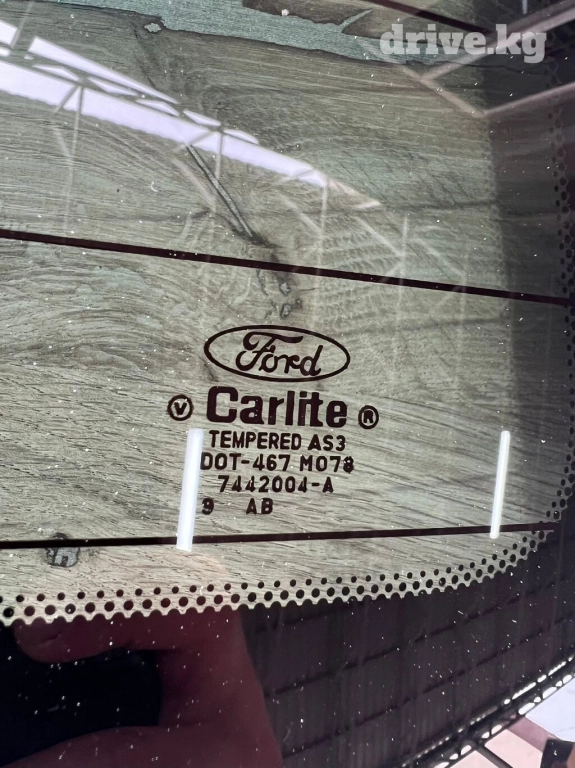 drive.kg
Ford
V Carlite ®
TEMPERED AS3
DOT-467 M078
7442004-A
9 AB